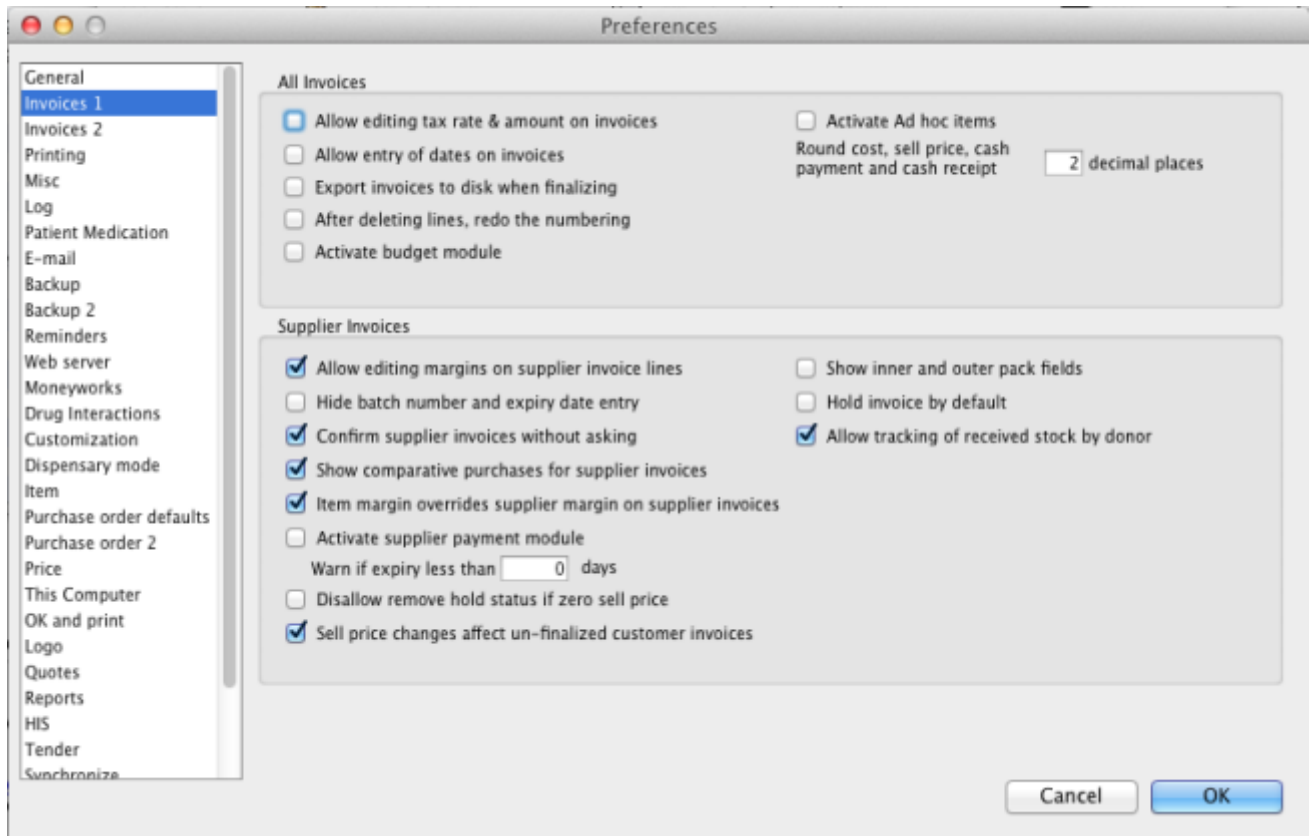 Preferences
General
Invoices 1
Invoices 2
Printing
Misc
Log
Patient Medication
E-mail
Backup
Backup 2
Reminders
Web server
Moneyworks
Drug Interactions
Customization
Dispensary mode
Item
Purchase order defaults
Purchase order 2
Price
This Computer
OK and print
Logo
Quotes
Reports
HIS
Tender
Synchronize
All Invoices
Allow editing tax rate & amount on invoices
Allow entry of dates on invoices
Export invoices to disk when finalizing
After deleting lines, redo the numbering
Activate budget module
Activate Ad hoc items
Round cost, sell price, cash
payment and cash receipt 2 decimal places
Supplier Invoices
Allow editing margins on supplier invoice lines
Hide batch number and expiry date entry
Confirm supplier invoices without asking
Show comparative purchases for supplier invoices
Item margin overrides supplier margin on supplier invoices
Activate supplier payment module
Warn if expiry less than 0 days
Disallow remove hold status if zero sell price
Sell price changes affect un-finalized customer invoices
Show inner and outer pack fields
Hold invoice by default
Allow tracking of received stock by donor
Cancel
OK